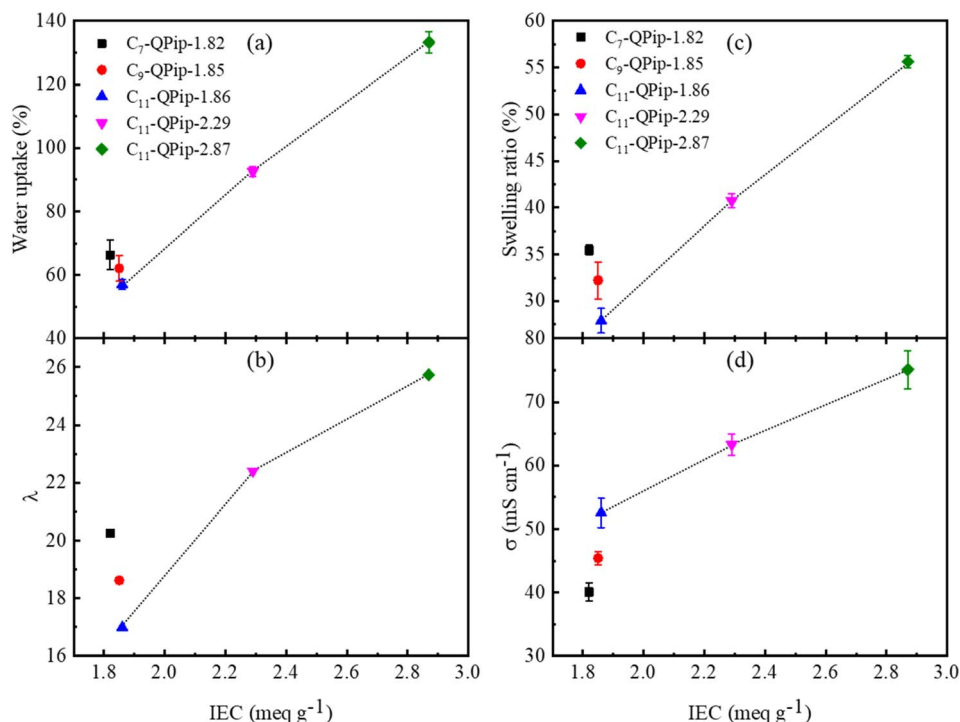 (a)
C₇-QPip-1.82
C₉-QPip-1.85
C₁₁-QPip-1.86
C₁₁-QPip-2.29
C₁₁-QPip-2.87
Water uptake (%)
140
120
100
80
60
40
(c)
C₇-QPip-1.82
C₉-QPip-1.85
C₁₁-QPip-1.86
C₁₁-QPip-2.29
C₁₁-QPip-2.87
Swelling ratio (%)
60
55
50
45
40
35
30
(b)
λ
26
24
22
20
18
16
1.8 2.0 2.2 2.4 2.6 2.8 3.0
IEC (meq g⁻¹)
(d)
σ (mS cm⁻¹)
80
70
60
50
40
30
1.8 2.0 2.2 2.4 2.6 2.8 3.0
IEC (meq g⁻¹)